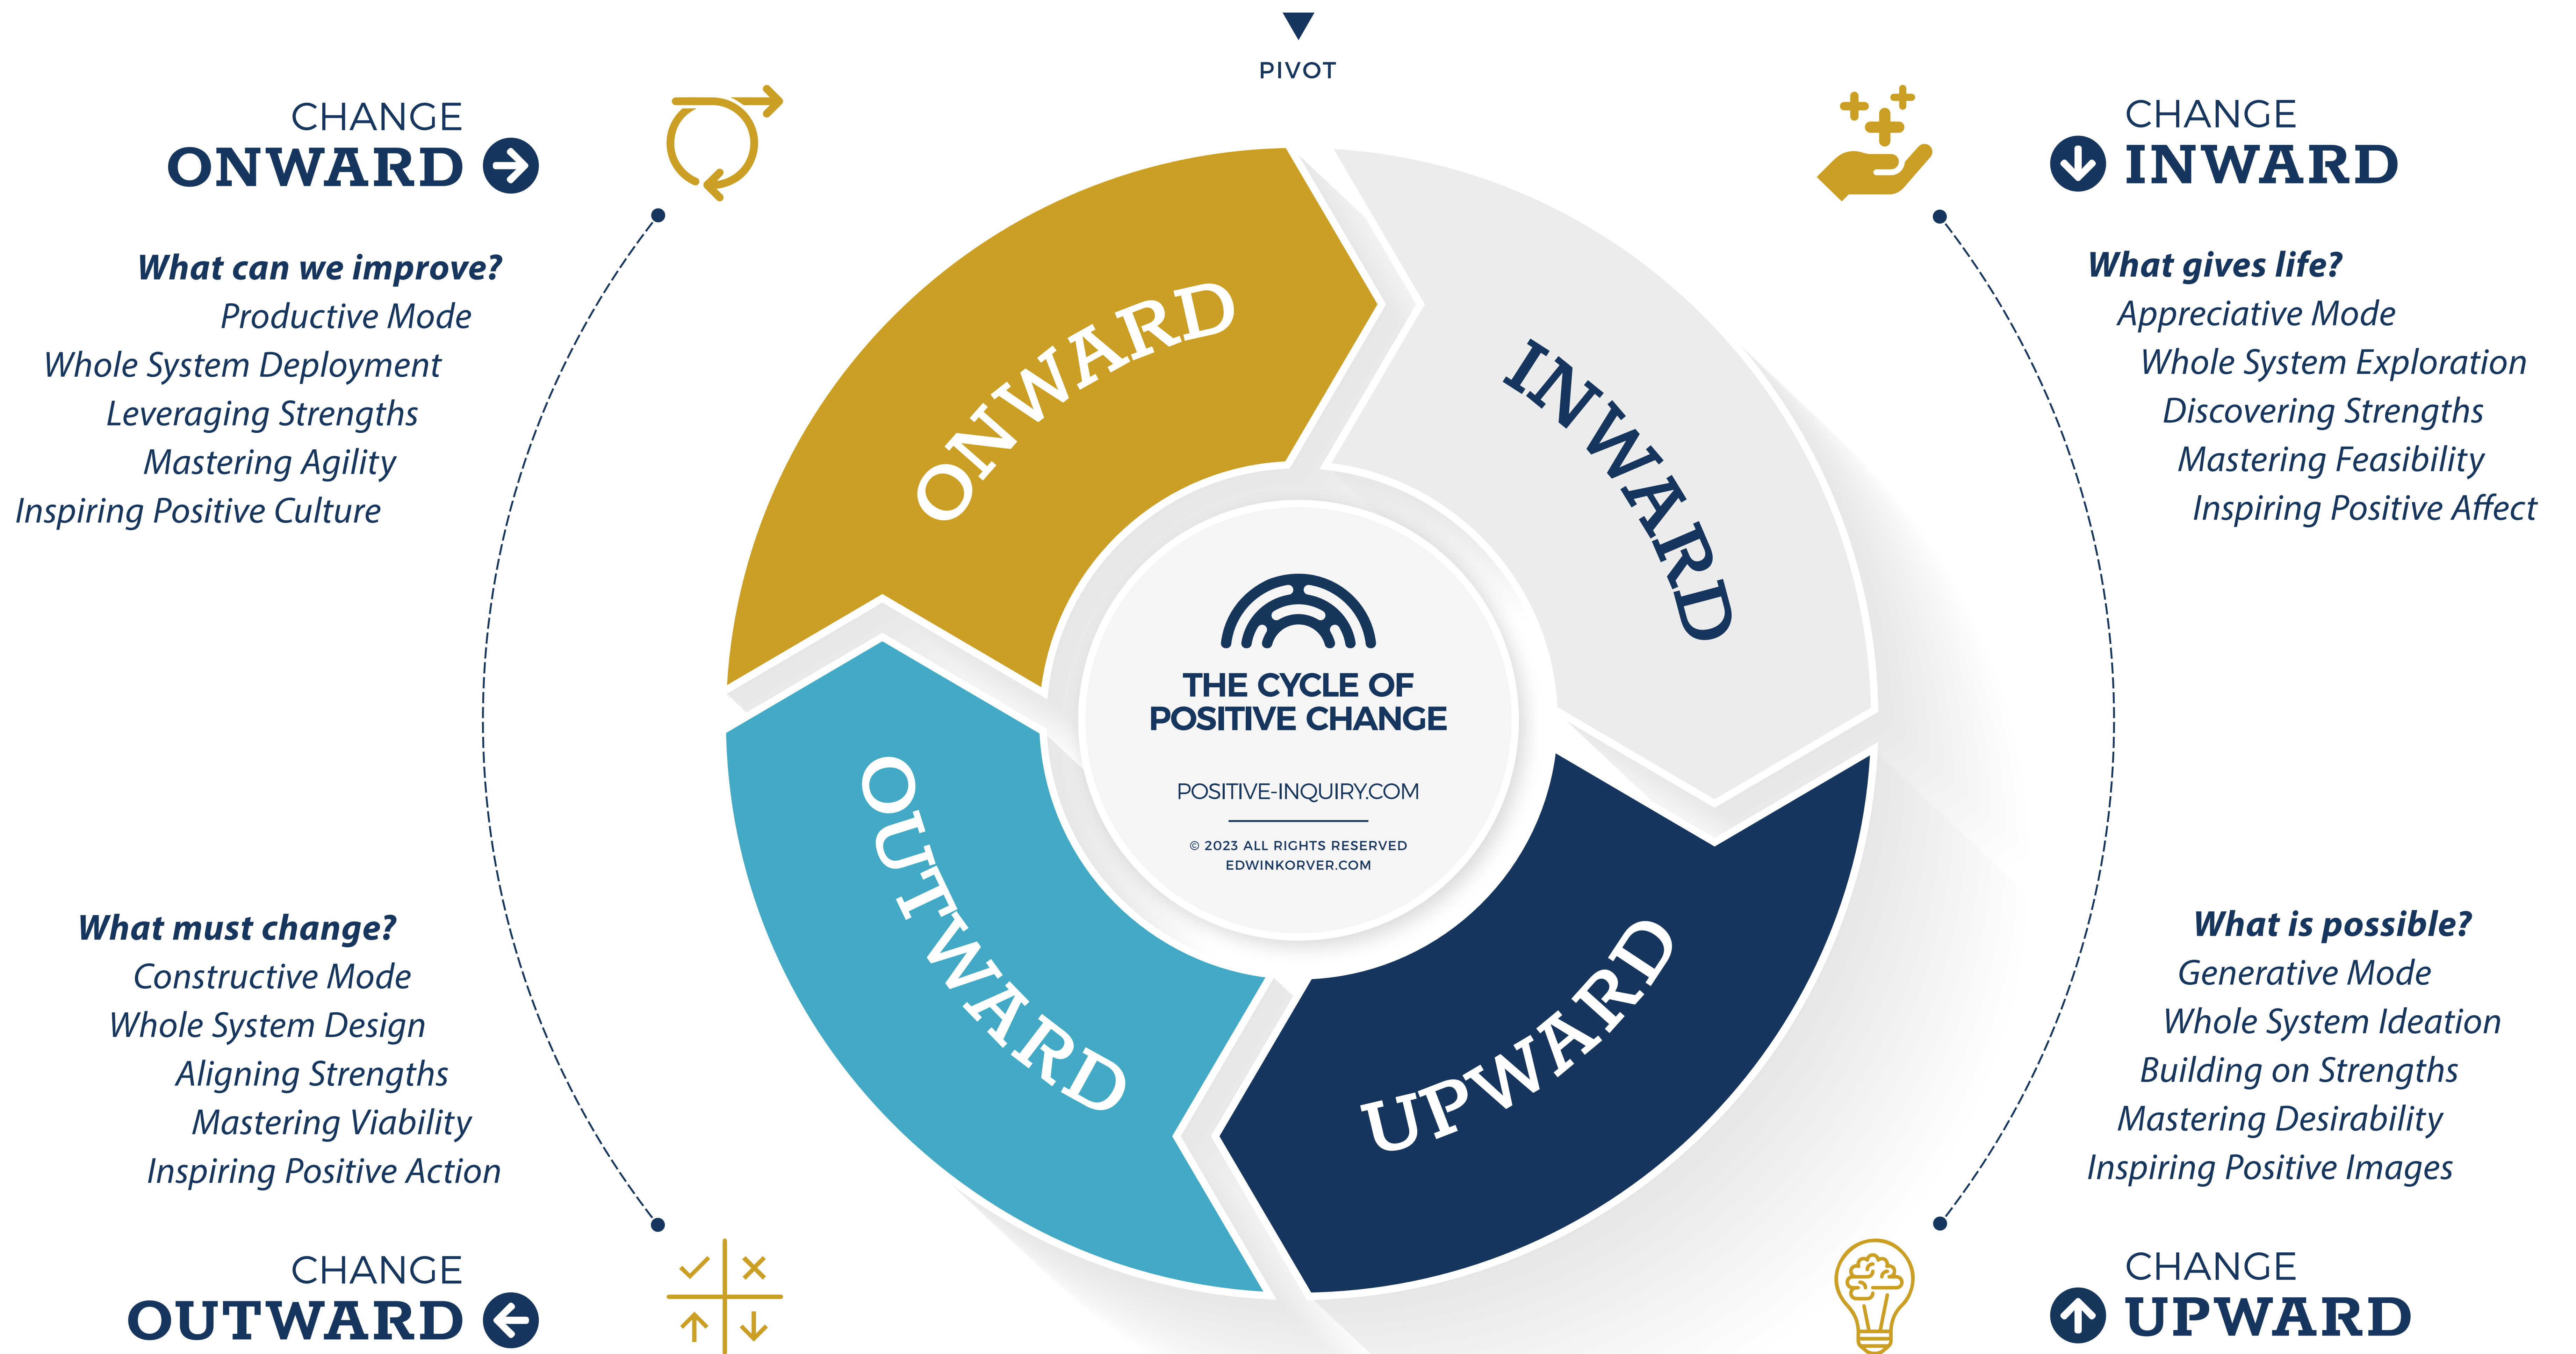 PIVOT
CHANGE
ONWARD
What can we improve?
Productive Mode
Whole System Deployment
Leveraging Strengths
Mastering Agility
Inspiring Positive Culture
CHANGE
INWARD
What gives life?
Appreciative Mode
Whole System Exploration
Discovering Strengths
Mastering Feasibility
Inspiring Positive Affect
ONWARD
INWARD
THE CYCLE OF
POSITIVE CHANGE
POSITIVE-INQUIRY.COM
© 2023 ALL RIGHTS RESERVED
EDWINKORVER.COM
OUTWARD
UPWARD
What must change?
Constructive Mode
Whole System Design
Aligning Strengths
Mastering Viability
Inspiring Positive Action
CHANGE
OUTWARD
What is possible?
Generative Mode
Whole System Ideation
Building on Strengths
Mastering Desirability
Inspiring Positive Images
CHANGE
UPWARD